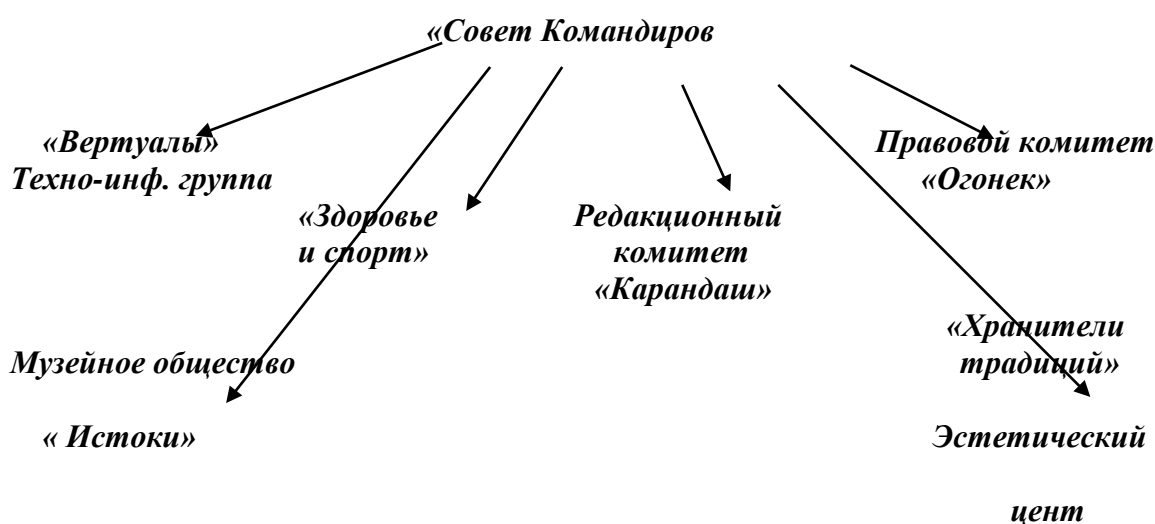 «Совет Командиров
«Вертуалы»
Техно-инф. группа
Правовой комитет
«Огонек»
«Здоровье
и спорт»
Редакционный
комитет
«Карандаш»
Музейное общество
« Истоки»
«Хранители
традиций»
Эстетический
цент